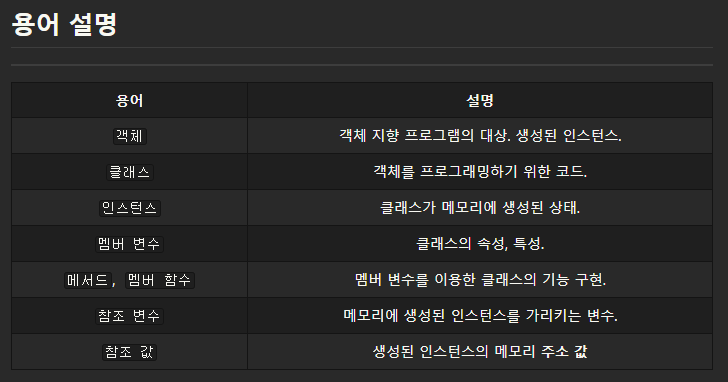 용어 설명
용어 설명
객체 객체 지향 프로그램의 대상. 생성된 인스턴스.
클래스 객체를 프로그래밍하기 위한 코드.
인스턴스 클래스가 메모리에 생성된 상태.
멤버 변수 클래스의 속성, 특성.
메서드, 멤버 함수 멤버 변수를 이용한 클래스의 기능 구현.
참조 변수 메모리에 생성된 인스턴스를 가리키는 변수.
참조 값 생성된 인스턴스의 메모리 주소 값